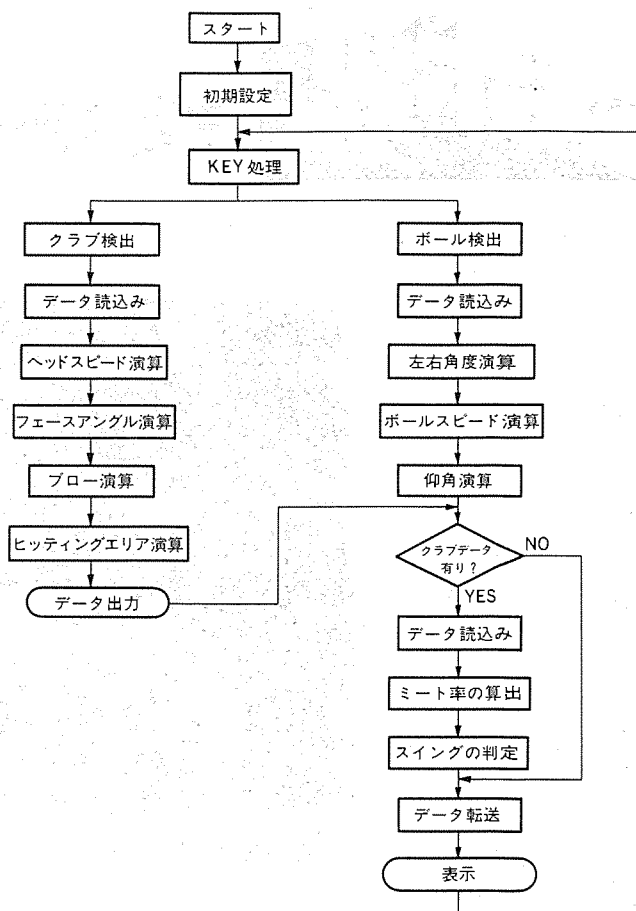 スタート
初期設定
KEY処理
クラブ検出
データ読込み
ヘッドスピード演算
フェースアングル演算
ブロー演算
ヒッティングエリア演算
データ出力
ボール検出
データ読込み
左右角度演算
ボールスピード演算
仰角演算
クラブデータ
有り?
NO
YES
データ読込み
ミート率の算出
スイングの判定
データ転送
表示